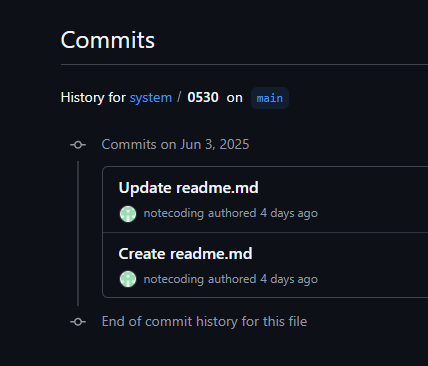 Commits
History for system / 0530 on main
Commits on Jun 3, 2025
Update readme.md
notecoding authored 4 days ago
Create readme.md
notecoding authored 4 days ago
End of commit history for this file